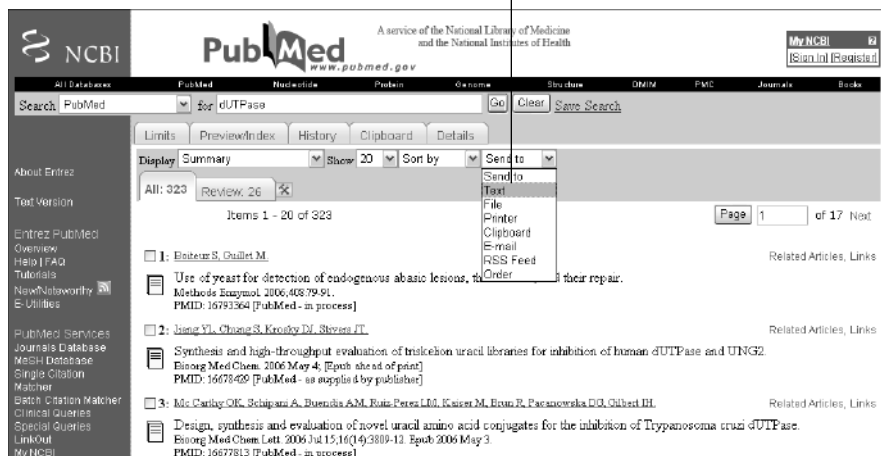 NCBI
PubMed
www.pubmed.gov
A service of the National Library of Medicine
and the National Institutes of Health
My NCBI
[Sign In] [Register]
All Databases PubMed Nucleotide Protein Genome Structure OMIM PMC Journals Books
Search PubMed for dUTPase Go Clear Save Search
Limits Preview/Index History Clipboard Details
Display Summary Show 20 Sort by Send to
Send to
Text
File
Printer
Clipboard
E-mail
RSS Feed
Order
All: 323 Review: 26
Items 1 - 20 of 323
Page 1 of 17 Next
About Entrez
Text Version
Entrez PubMed
Overview
Help | FAQ
Tutorials
New/Noteworthy
E-Utilities
PubMed Services
Journals Database
MeSH Database
Single Citation
Matcher
Batch Citation Matcher
Clinical Queries
Special Queries
LinkOut
My NCBI
1: Boiteux S, Guillet M. Related Articles, Links
Use of yeast for detection of endogenous abasic lesions, their repair.
Methods Enzymol. 2006;408:79-91.
PMID: 16793364 [PubMed - in process]
2: Jiang YL, Chung S, Krosky DJ, Stivers JT. Related Articles, Links
Synthesis and high-throughput evaluation of triskelion uracil libraries for inhibition of human dUTPase and UNG2.
Bioorg Med Chem. 2006 May 4; [Epub ahead of print]
PMID: 16678429 [PubMed - as supplied by publisher]
3: Mc Carthy OK, Schipani A, Buendia AM, Ruiz-Perez LM, Kaiser M, Brun R, Pacanowska DG, Gilbert IH. Related Articles, Links
Design, synthesis and evaluation of novel uracil amino acid conjugates for the inhibition of Trypanosoma cruzi dUTPase.
Bioorg Med Chem Lett. 2006 Jul 15;16(14):3809-12. Epub 2006 May 3.
PMID: 16677813 [PubMed - in process]